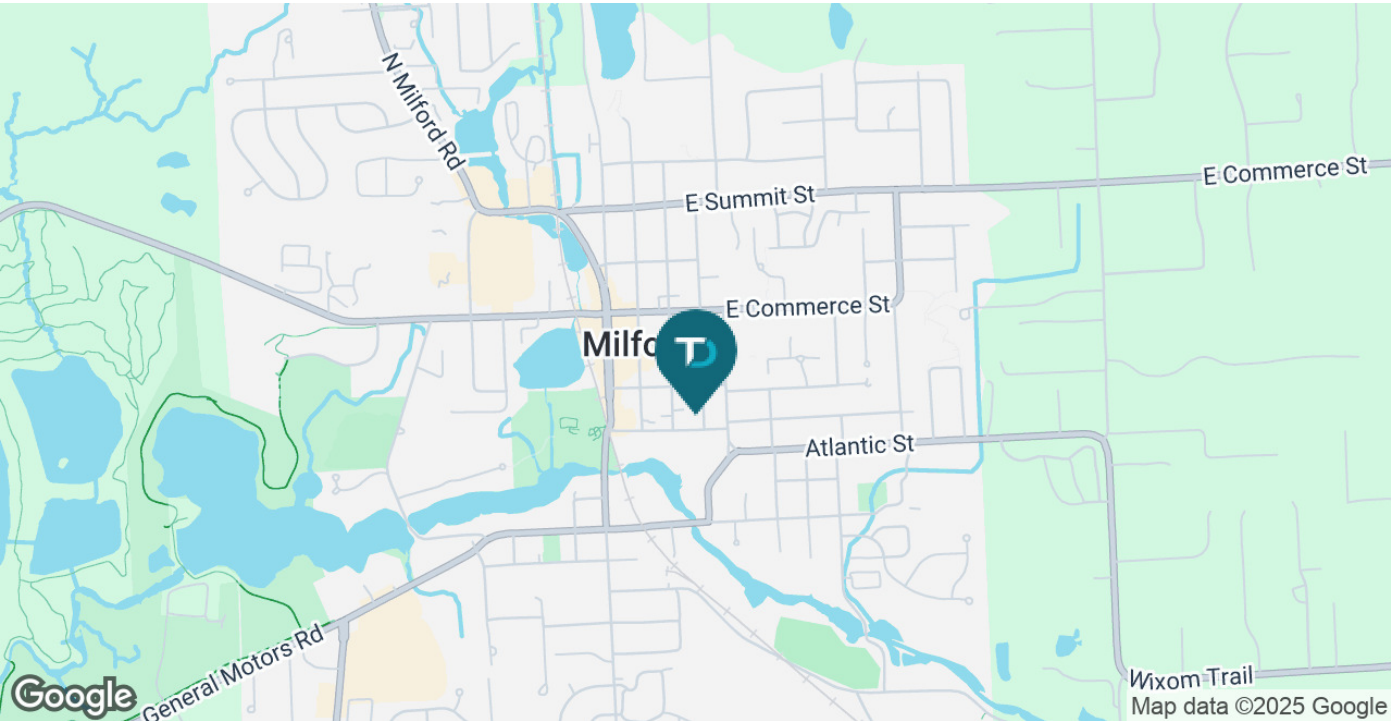 N Milford Rd
E Summit St
E Commerce St
E Commerce St
Milfo
TD
Atlantic St
General Motors Rd
Wixom Trail
Google
Map data ©2025 Google